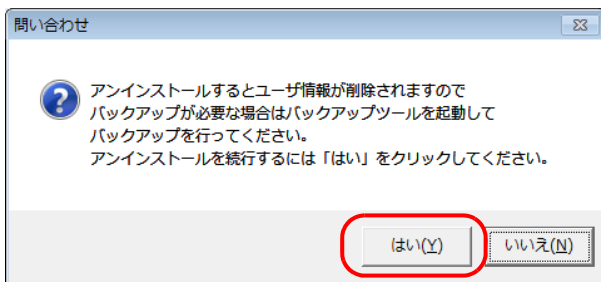 問い合わせ
アンインストールするとユーザ情報が削除されますので
バックアップが必要な場合はバックアップツールを起動して
バックアップを行ってください。
アンインストールを続行するには「はい」をクリックしてください。
はい(Y) いいえ(N)